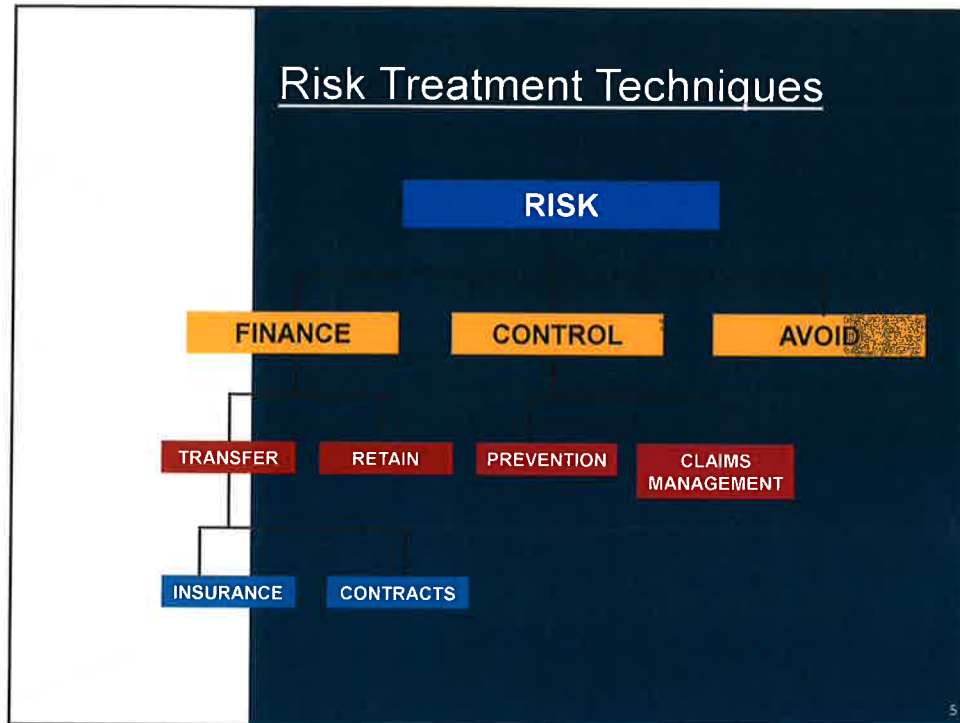 Risk Treatment Techniques
RISK
FINANCE CONTROL AVOID
TRANSFER RETAIN PREVENTION CLAIMS
MANAGEMENT
INSURANCE CONTRACTS
5